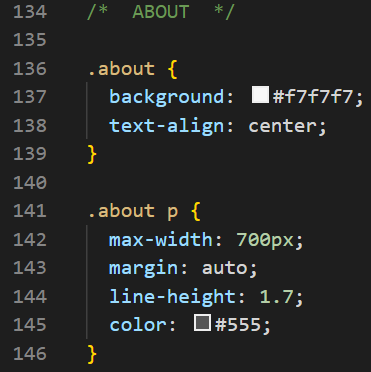 134 /*  ABOUT  */
135
136 .about {
137   background: #f7f7f7;
138   text-align: center;
139 }
140
141 .about p {
142   max-width: 700px;
143   margin: auto;
144   line-height: 1.7;
145   color: #555;
146 }